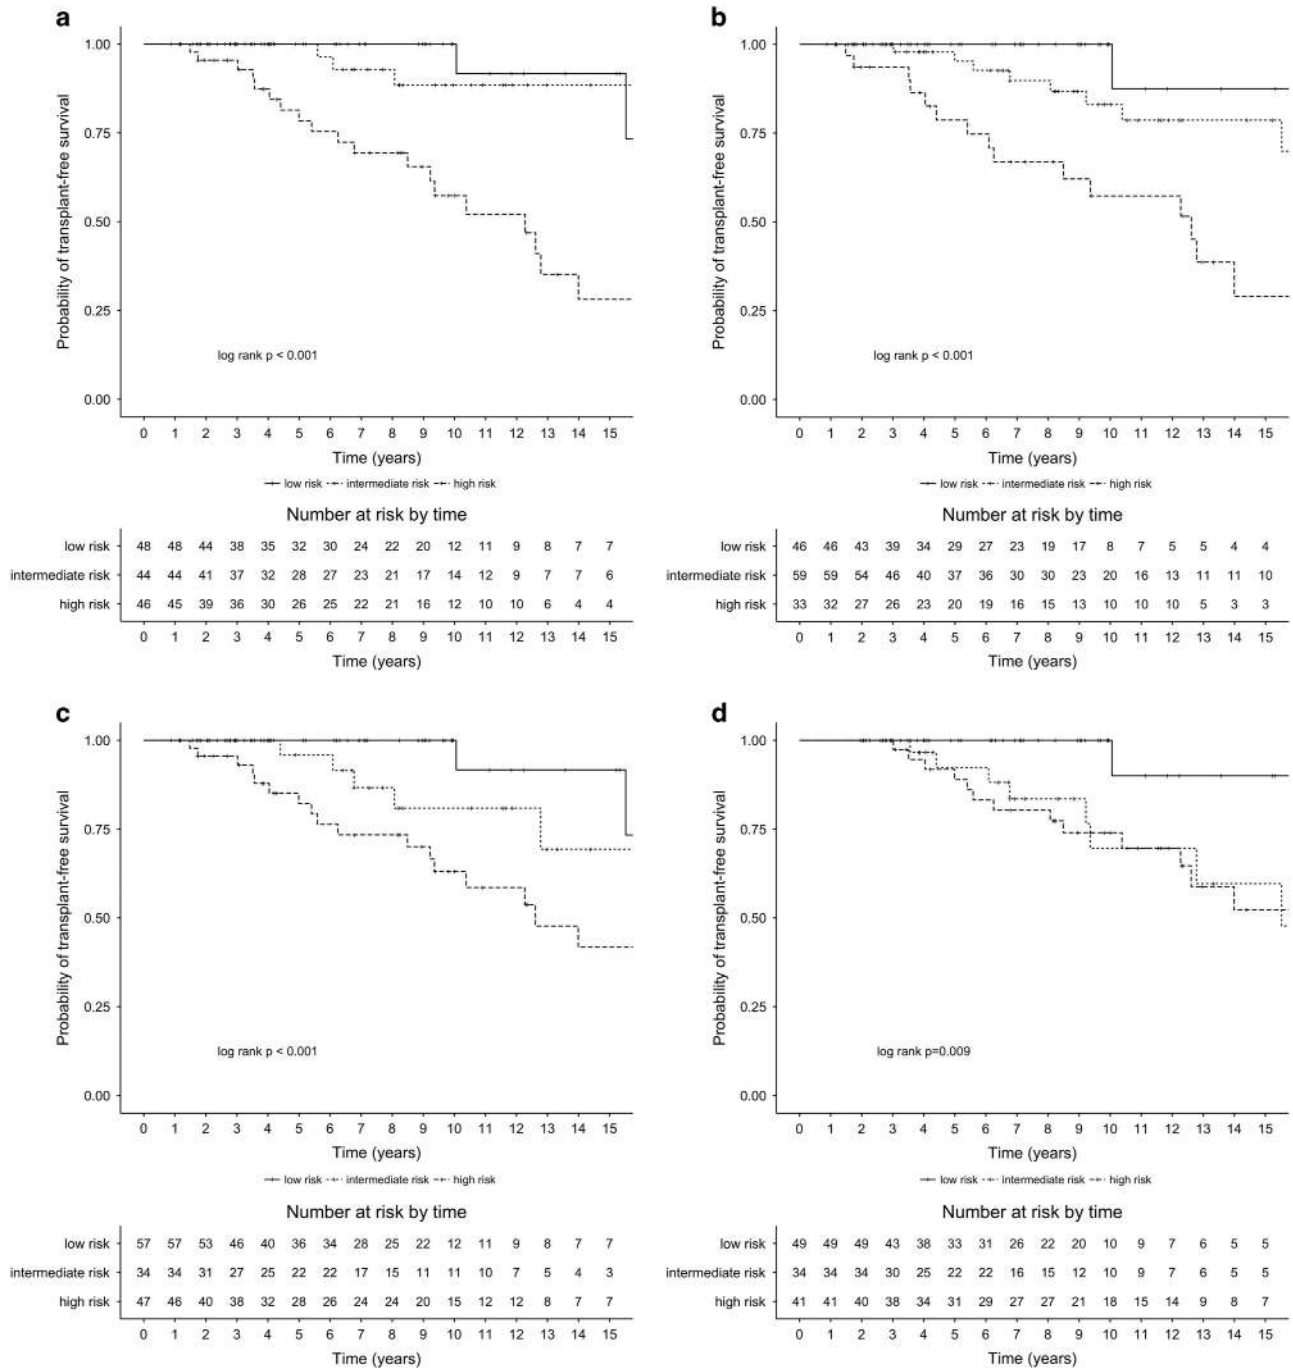 a
Probability of transplant-free survival
1.00
0.75
0.50
0.25
0.00
log rank p < 0.001
0 1 2 3 4 5 6 7 8 9 10 11 12 13 14 15
Time (years)
low risk intermediate risk high risk
Number at risk by time
low risk 48 48 44 38 35 32 30 24 22 20 12 11 9 8 7 7
intermediate risk 44 44 41 37 32 28 27 23 21 17 14 12 9 7 7 6
high risk 46 45 39 36 30 26 25 22 21 16 12 10 10 6 4 4
0 1 2 3 4 5 6 7 8 9 10 11 12 13 14 15
Time (years)
b
Probability of transplant-free survival
1.00
0.75
0.50
0.25
0.00
log rank p < 0.001
0 1 2 3 4 5 6 7 8 9 10 11 12 13 14 15
Time (years)
low risk intermediate risk high risk
Number at risk by time
low risk 46 46 43 39 34 29 27 23 19 17 8 7 5 5 4 4
intermediate risk 59 59 54 46 40 37 36 30 30 23 20 16 13 11 11 10
high risk 33 32 27 26 23 20 19 16 15 13 10 10 10 5 3 3
0 1 2 3 4 5 6 7 8 9 10 11 12 13 14 15
Time (years)
c
Probability of transplant-free survival
1.00
0.75
0.50
0.25
0.00
log rank p < 0.001
0 1 2 3 4 5 6 7 8 9 10 11 12 13 14 15
Time (years)
low risk intermediate risk high risk
Number at risk by time
low risk 57 57 53 46 40 36 34 28 25 22 12 11 9 8 7 7
intermediate risk 34 34 31 27 25 22 22 17 15 11 11 10 7 5 4 3
high risk 47 46 40 38 32 28 26 24 24 20 15 12 12 8 7 7
0 1 2 3 4 5 6 7 8 9 10 11 12 13 14 15
Time (years)
d
Probability of transplant-free survival
1.00
0.75
0.50
0.25
0.00
log rank p=0.009
0 1 2 3 4 5 6 7 8 9 10 11 12 13 14 15
Time (years)
low risk intermediate risk high risk
Number at risk by time
low risk 49 49 49 43 38 33 31 26 22 20 10 9 7 6 5 5
intermediate risk 34 34 34 30 25 22 22 16 15 12 10 9 7 6 5 5
high risk 41 41 40 38 34 31 29 27 27 21 18 15 14 9 8 7
0 1 2 3 4 5 6 7 8 9 10 11 12 13 14 15
Time (years)